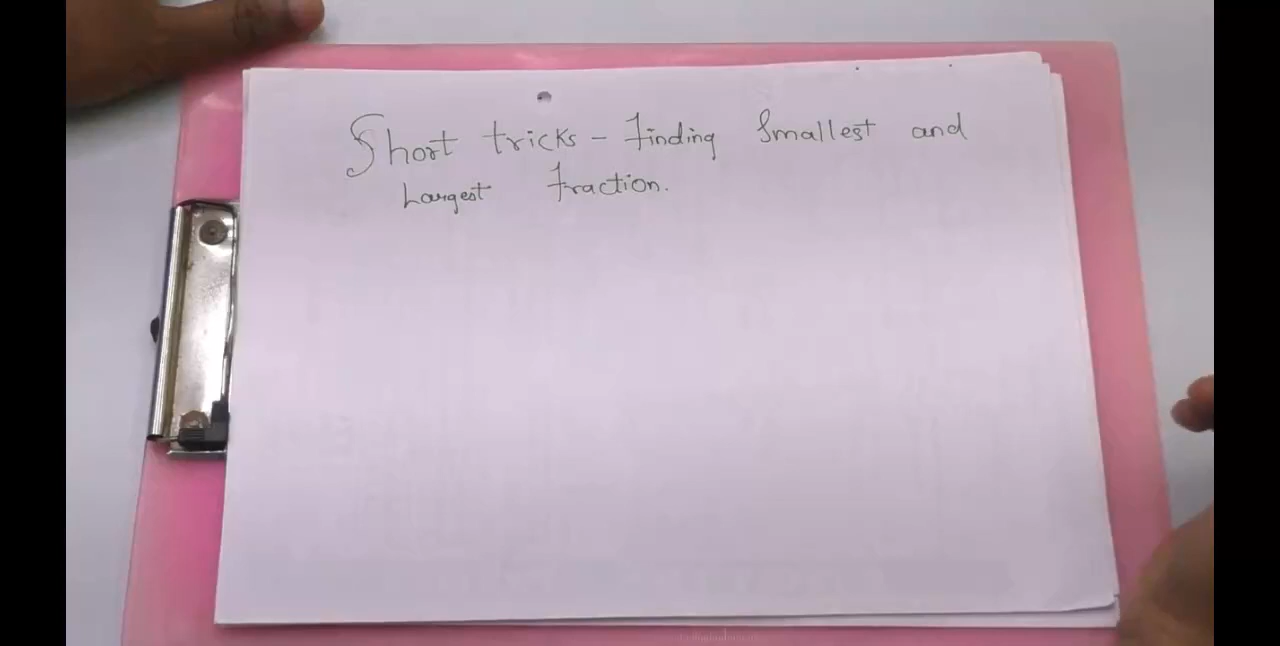 Short tricks - Finding Smallest and
Largest fraction.